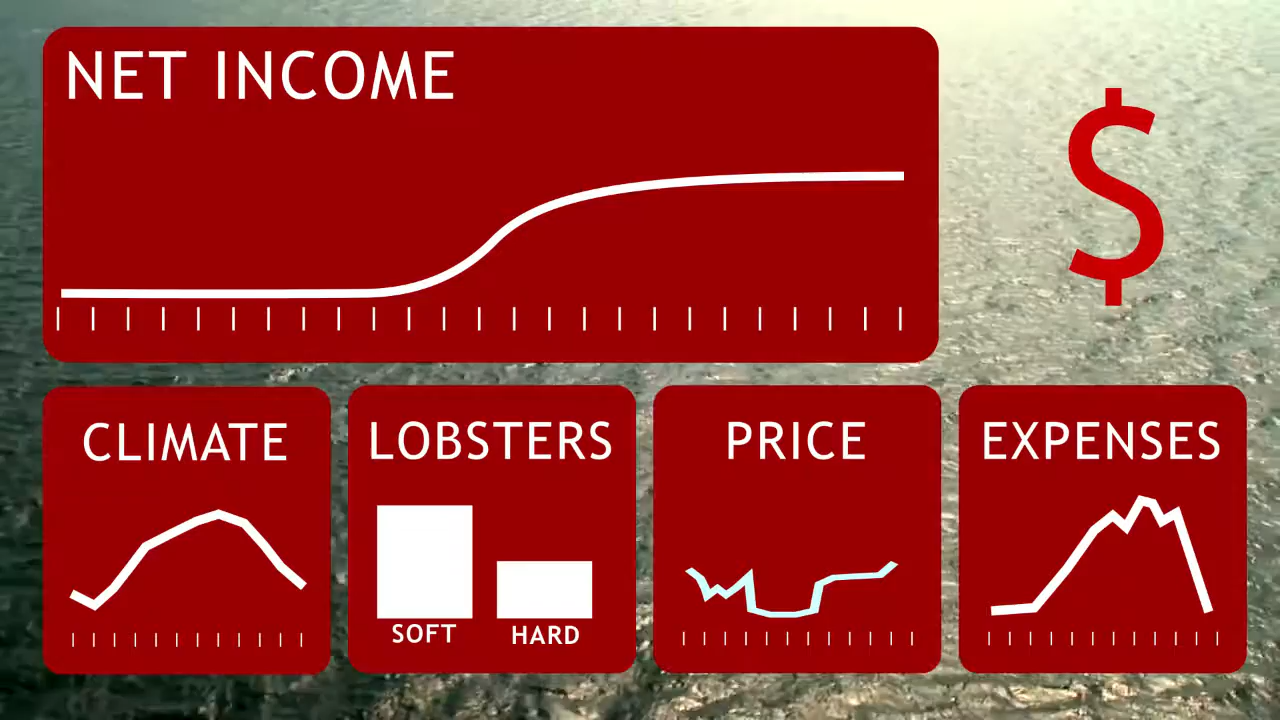 NET INCOME
$
CLIMATE
LOBSTERS
PRICE
EXPENSES
SOFT
HARD